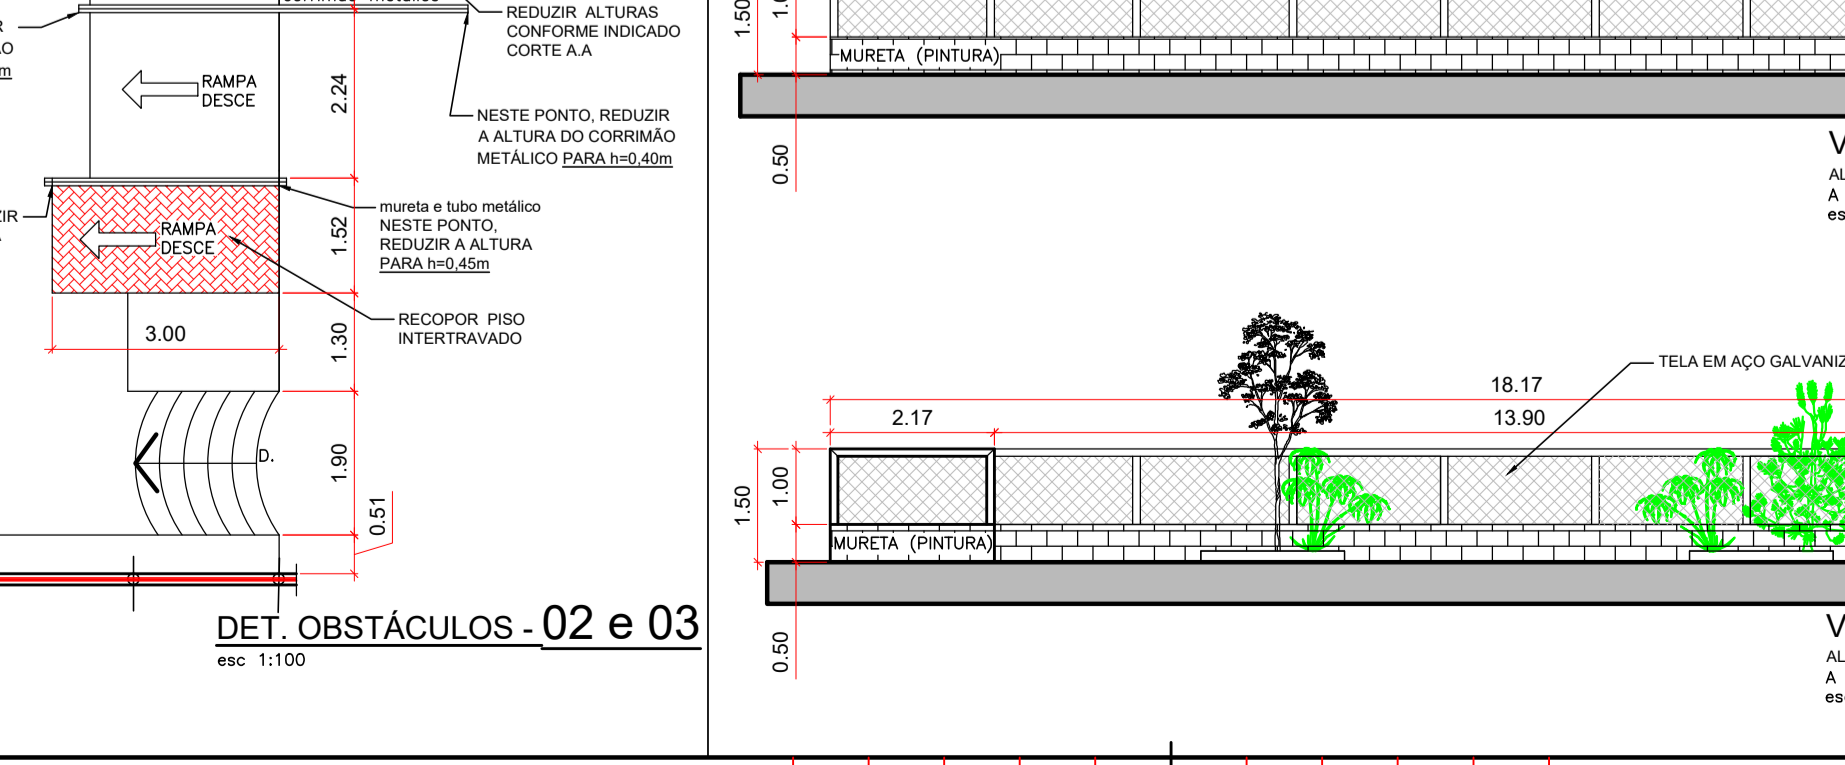 REDUZIR ALTURAS
CONFORME INDICADO
CORTE A.A
RAMPA
DESCE
2.24
NESTE PONTO, REDUZIR
A ALTURA DO CORRIMÃO
METÁLICO PARA h=0,40m
RAMPA
DESCE
1.52
mureta e tubo metálico
NESTE PONTO,
REDUZIR A ALTURA
PARA h=0,45m
3.00
1.30
RECOPOR PISO
INTERTRAVADO
D.
1.90
0.51
DET. OBSTÁCULOS - 02 e 03
esc 1:100
1.50
MURETA (PINTURA)
0.50
TELA EM AÇO GALVANIZ
18.17
2.17
13.90
1.50
1.00
MURETA (PINTURA)
0.50